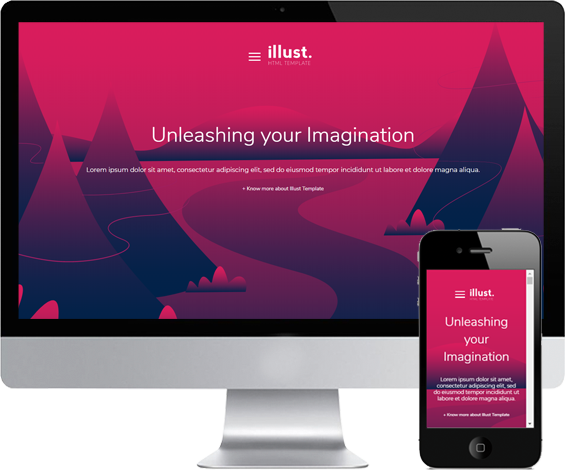 illust.
HTML TEMPLATE
Unleashing your Imagination
Lorem ipsum dolor sit amet, consectetur adipiscing elit, sed do eiusmod tempor incididunt ut labore et dolore magna aliqua.
+ Know more about Illust Template
illust.
HTML TEMPLATE
Unleashing
your
Imagination
Lorem ipsum dolor sit amet,
consectetur adipiscing elit, sed
do eiusmod tempor incididunt ut
labore et dolore magna aliqua.
+ Know more about Illust Template